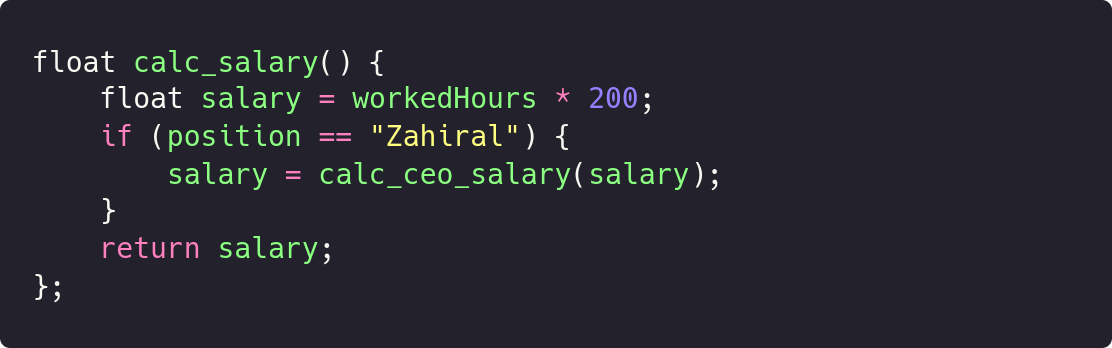 float calc_salary() {
    float salary = workedHours * 200;
    if (position == "Zahiral") {
        salary = calc_ceo_salary(salary);
    }
    return salary;
};